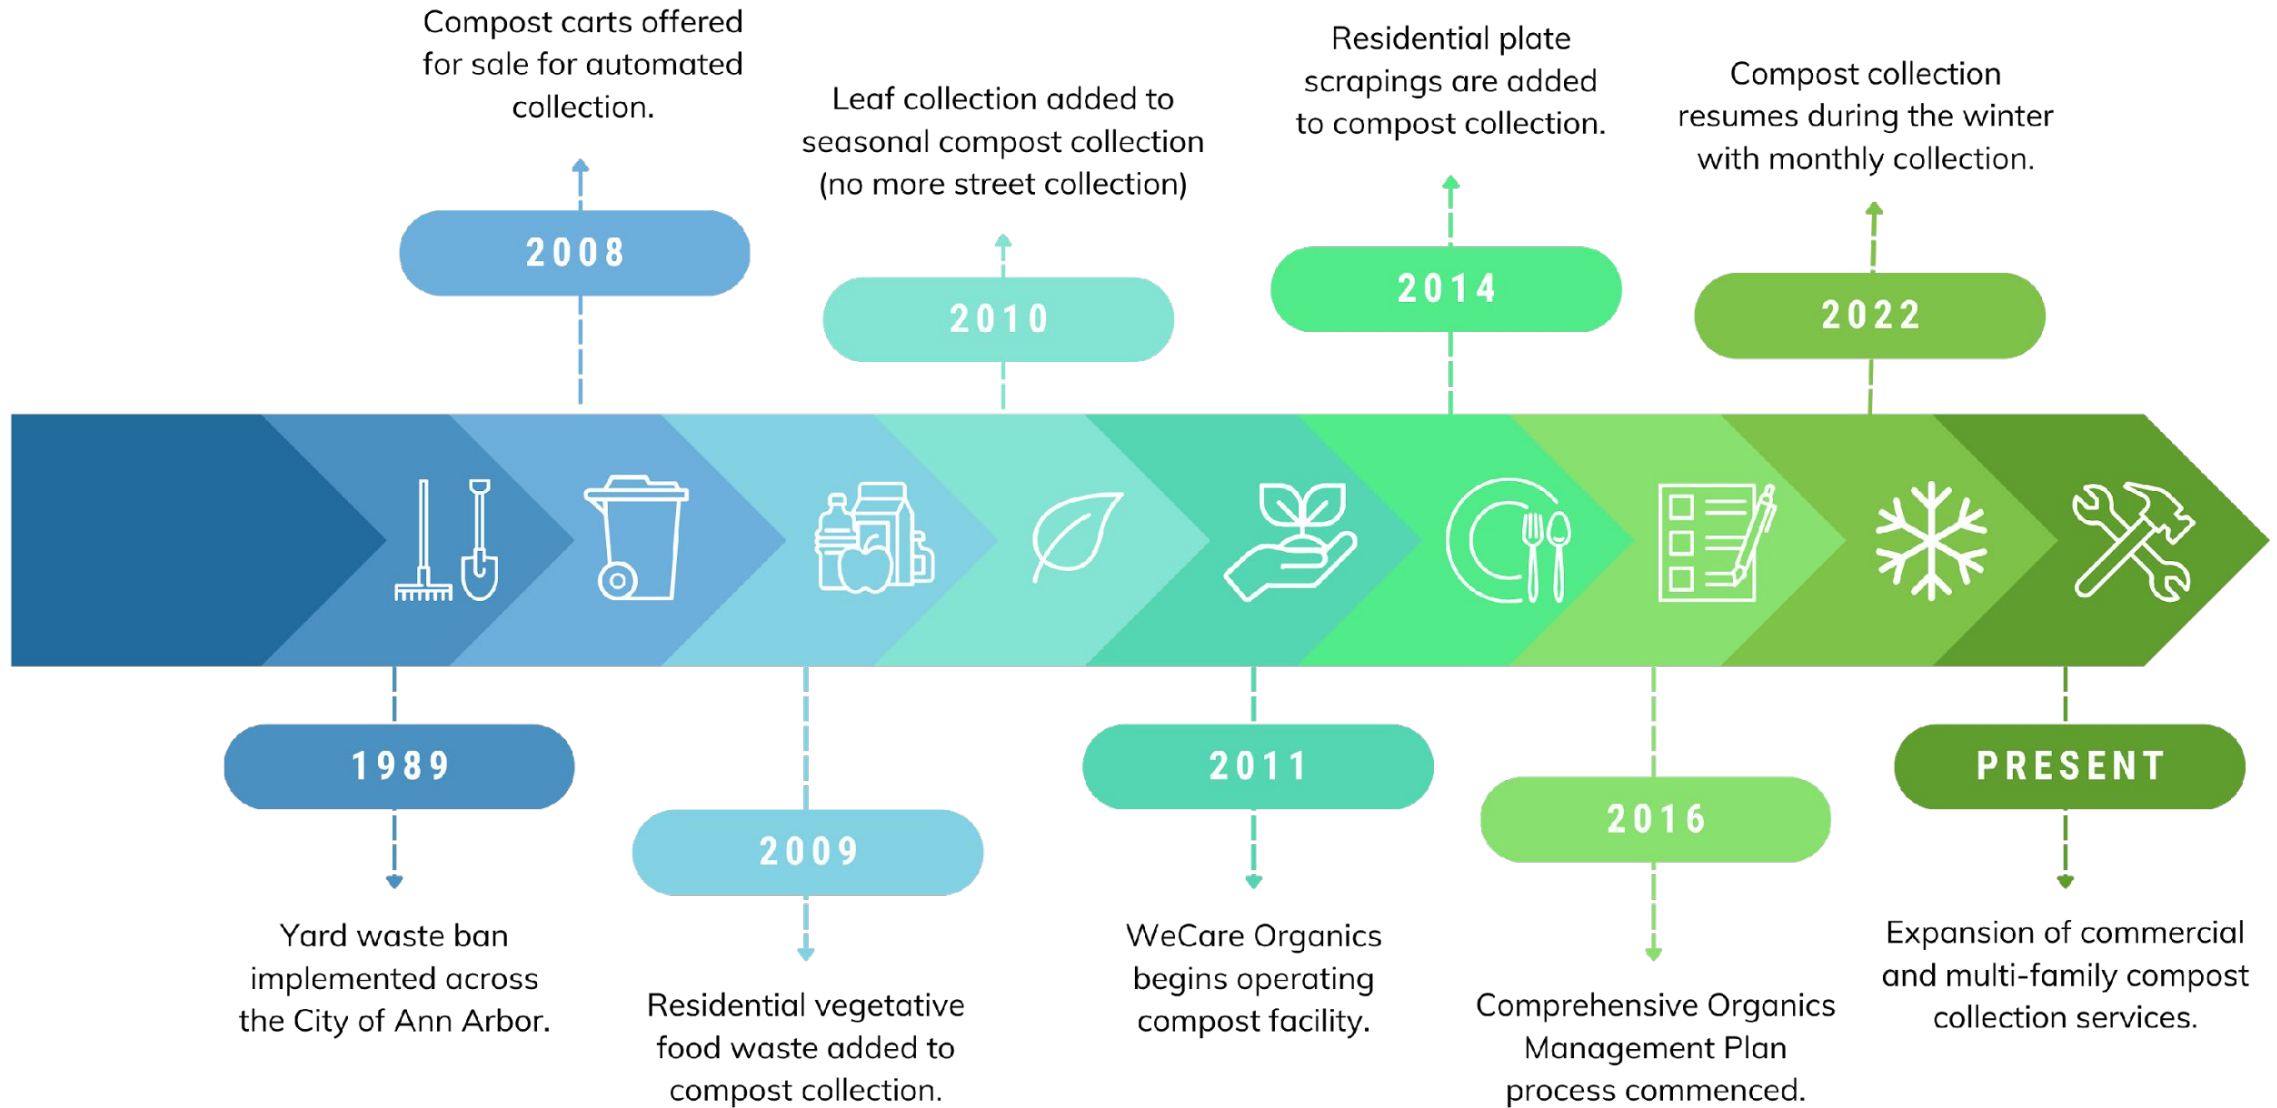 Compost carts offered
for sale for automated
collection.
2008
Leaf collection added to
seasonal compost collection
(no more street collection)
2010
Residential plate
scrapings are added
to compost collection.
2014
Compost collection
resumes during the winter
with monthly collection.
2022
1989
Yard waste ban
implemented across
the City of Ann Arbor.
2009
Residential vegetative
food waste added to
compost collection.
2011
WeCare Organics
begins operating
compost facility.
2016
Comprehensive Organics
Management Plan
process commenced.
PRESENT
Expansion of commercial
and multi-family compost
collection services.